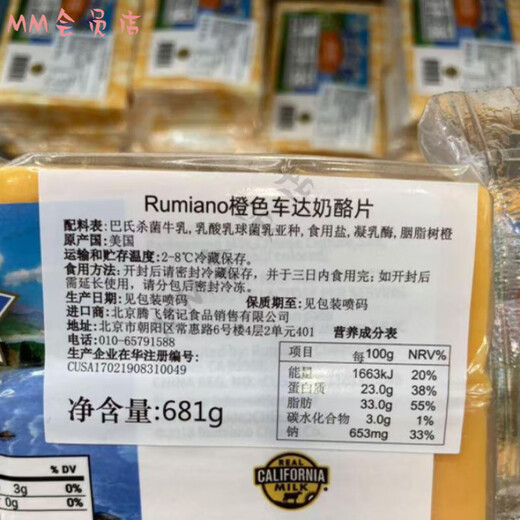 MM会员店
Rumiano橙色车达奶酪片
配料表:巴氏杀菌牛乳,乳酸乳球菌乳亚种,食用盐,凝乳酶,胭脂树橙
原产国:美国
运输和贮存温度:2-8℃冷藏保存。
食用方法:开封后请密封冷藏保存,并于三日内食用完;如开封后
需延长使用,请分包后密封冷冻。
生产日期:见包装喷码 保质期至:见包装喷码
进口商:北京腾飞铭记食品销售有限公司
地址:北京市朝阳区常惠路6号楼4层2单元401
电话:010-65791588
生产企业在华注册编号:
CUSA17021908310049
净含量:681g
营养成分表
项目 每100g NRV%
能量 1663kJ 20%
蛋白质 23.0g 38%
脂肪 33.0g 55%
碳水化合物 3.0g 1%
钠 653mg 33%
% DV
3g 0%
0g 0%
REAL
CALIFORNIA
MILK